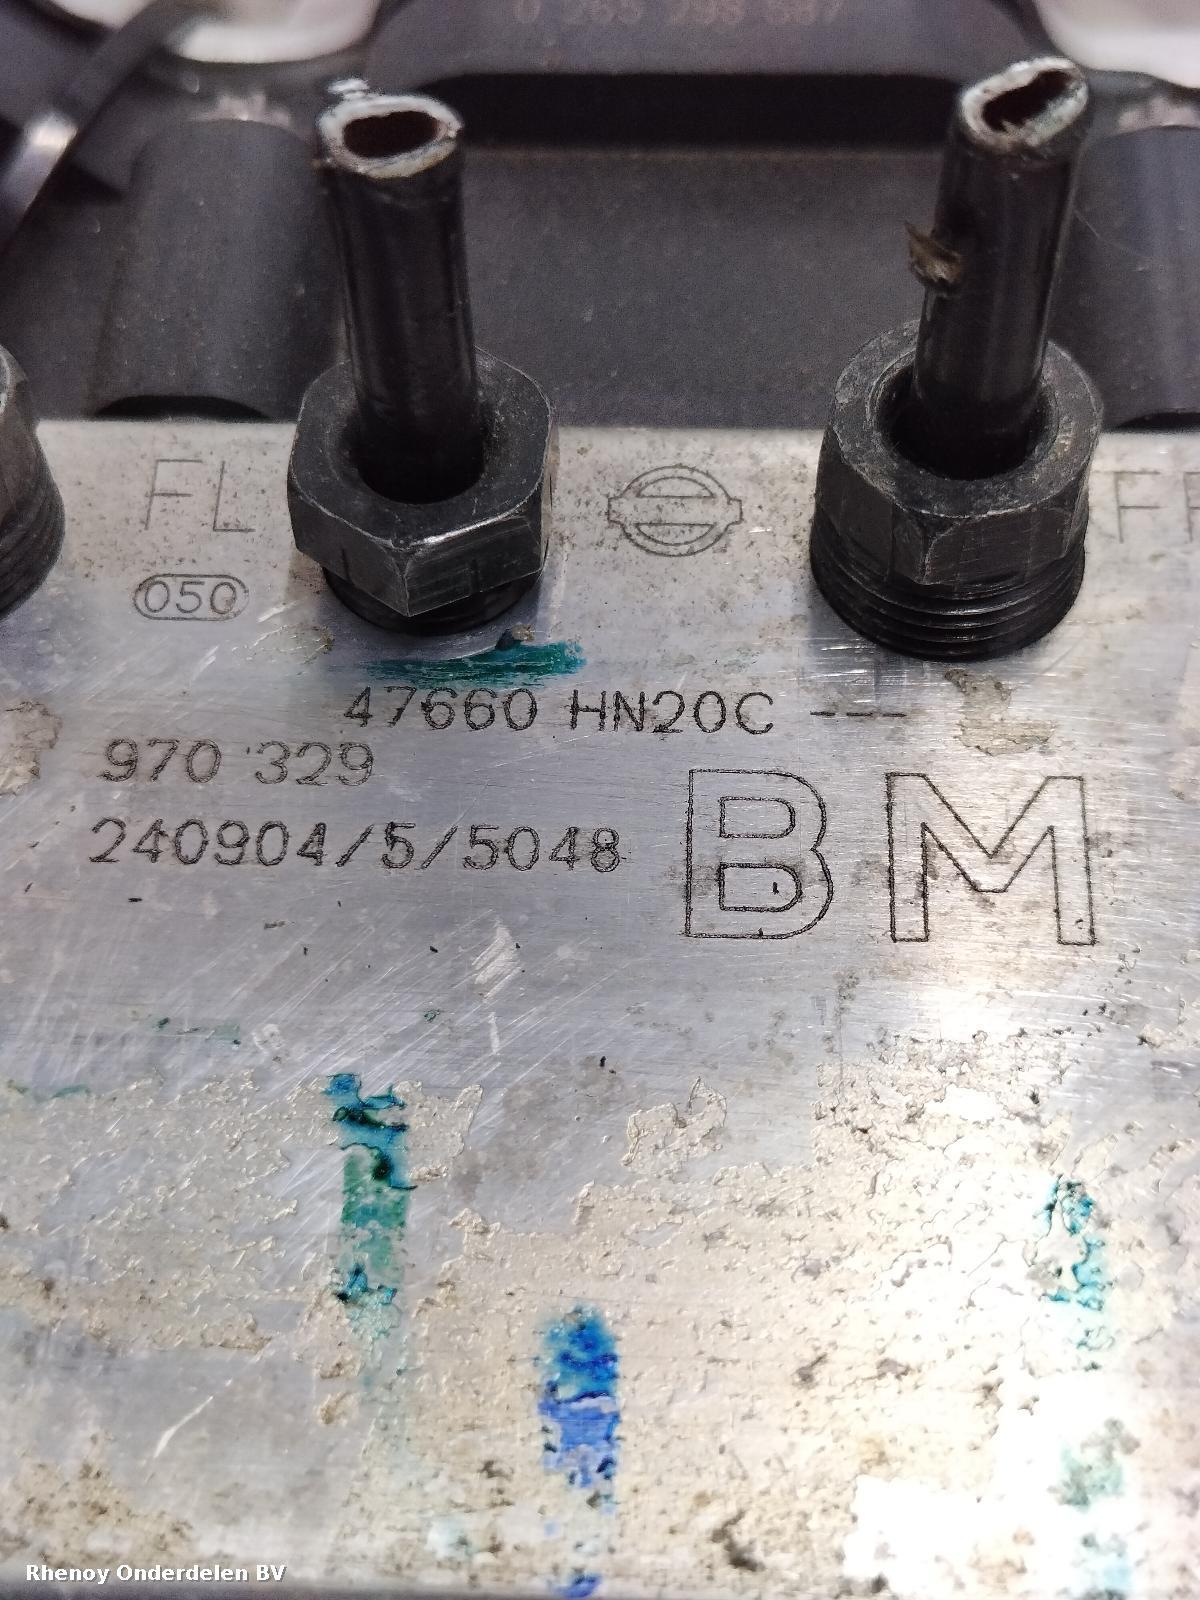 FL
050
47660 HN20C ---
970 329
240904/5/5048
BM
Rhenoy Onderdelen BV